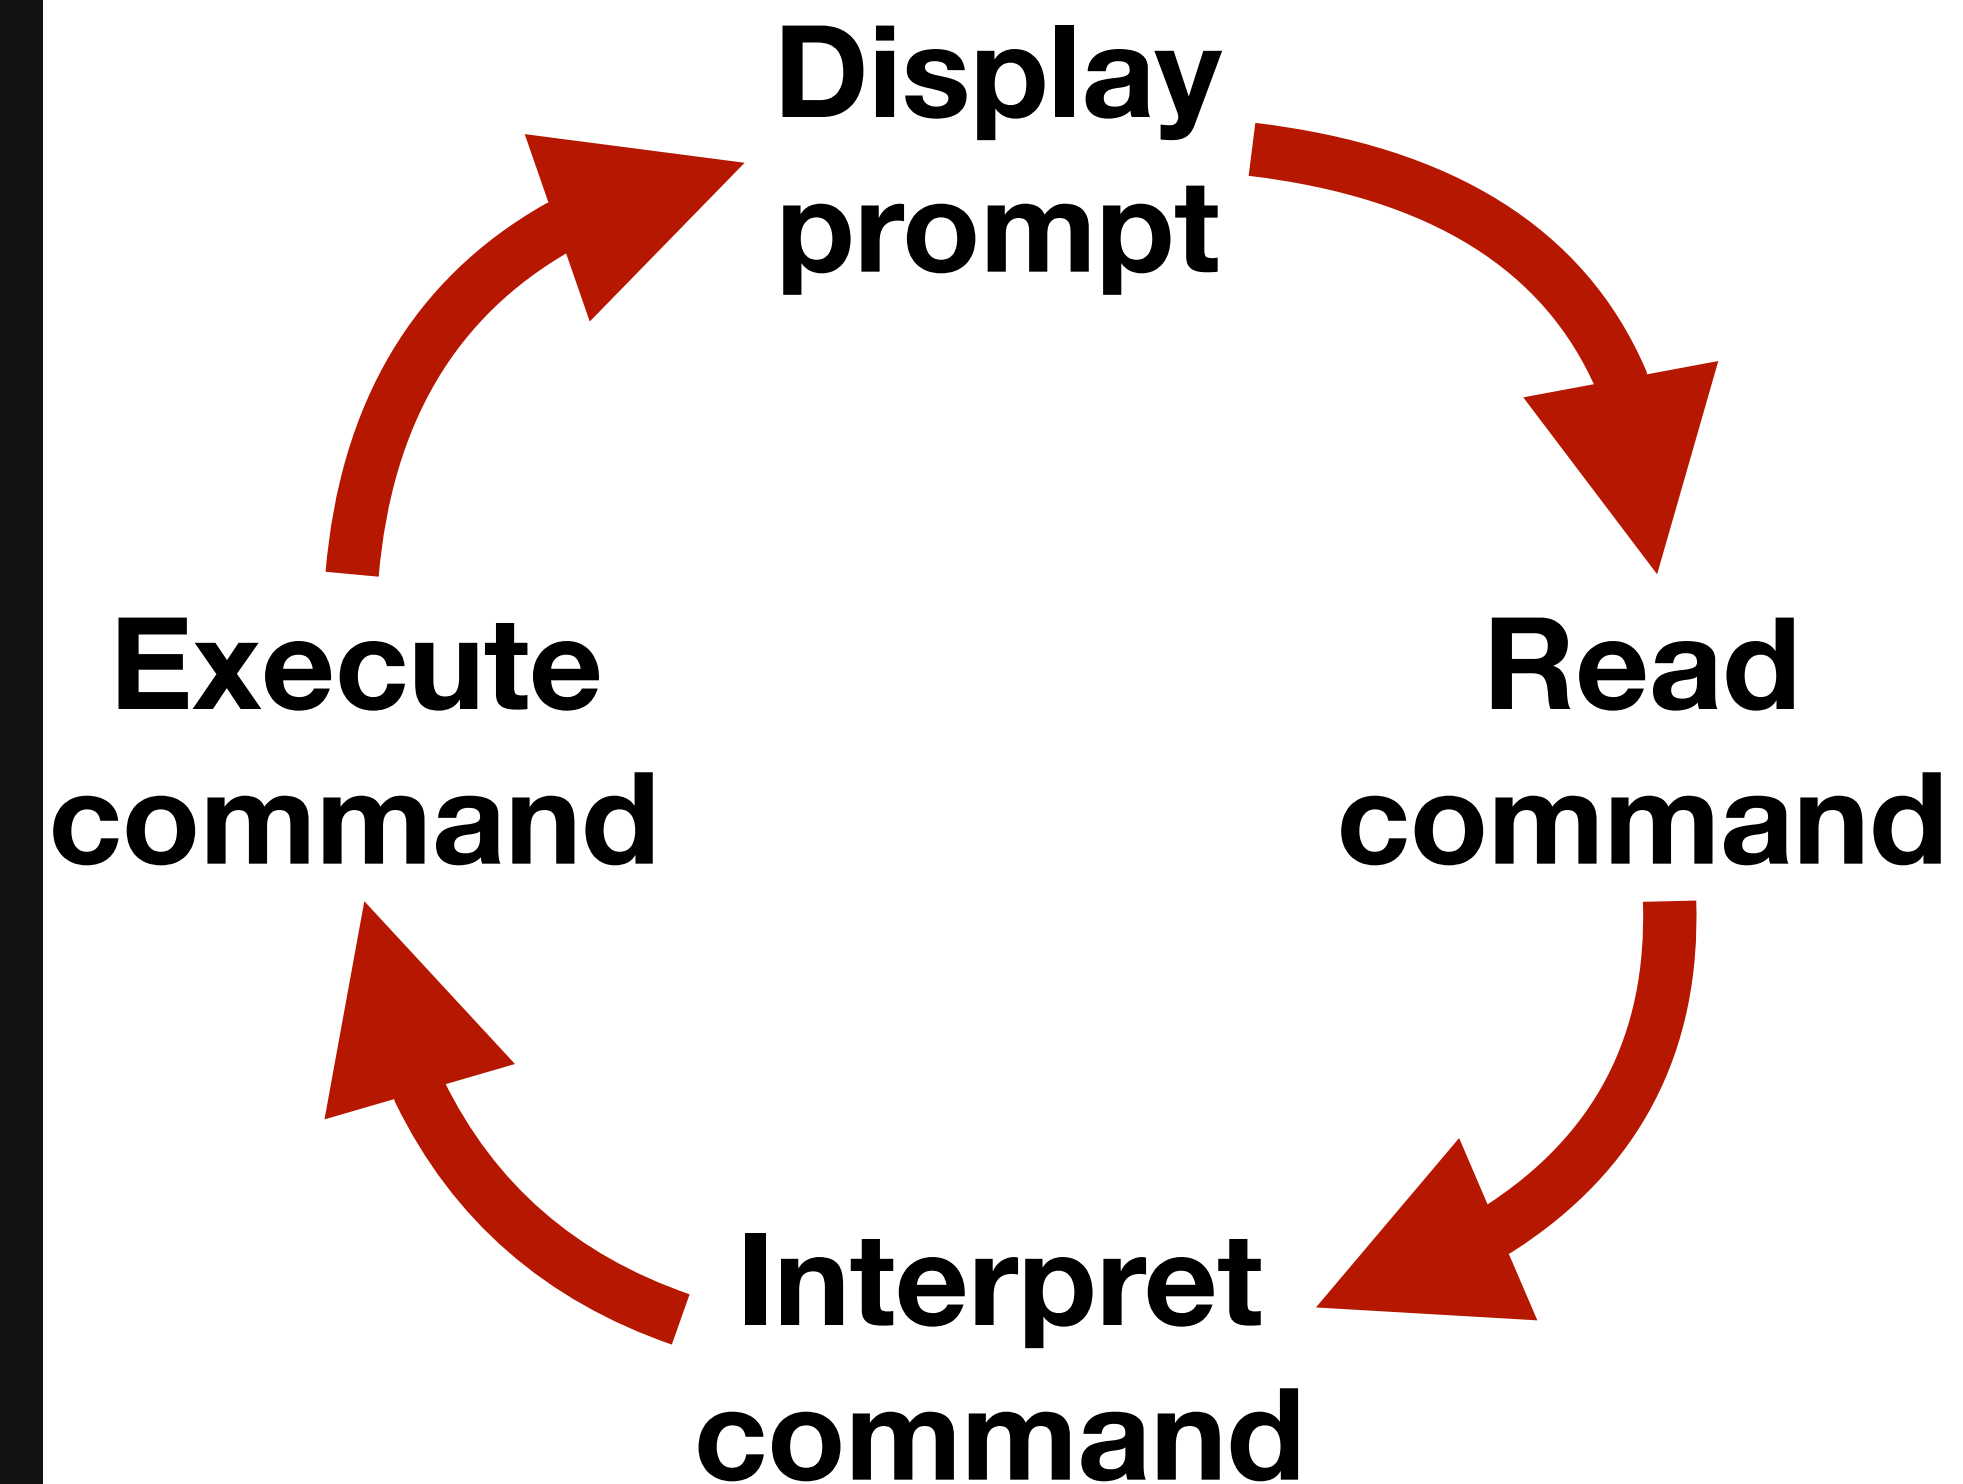 Display
prompt
Read
command
Interpret
command
Execute
command